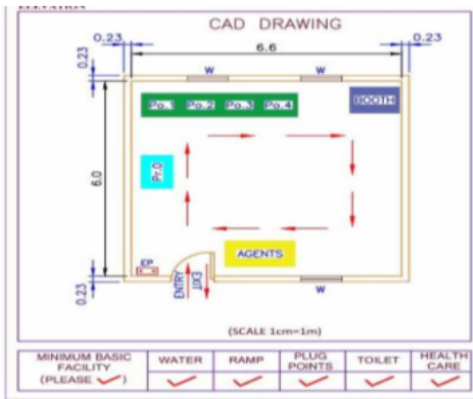 ELEVATION
CAD DRAWING
0.23 6.6 0.23
0.23
W W
Po.1 Po.2 Po.3 Po.4 BOOTH
Pr.0
6.0
AGENTS
EP
ENTRY EXIT
0.23
W
(SCALE 1cm=1m)
MINIMUM BASIC FACILITY (PLEASE ✓) WATER RAMP PLUG POINTS TOILET HEALTH CARE
✓ ✓ ✓ ✓ ✓